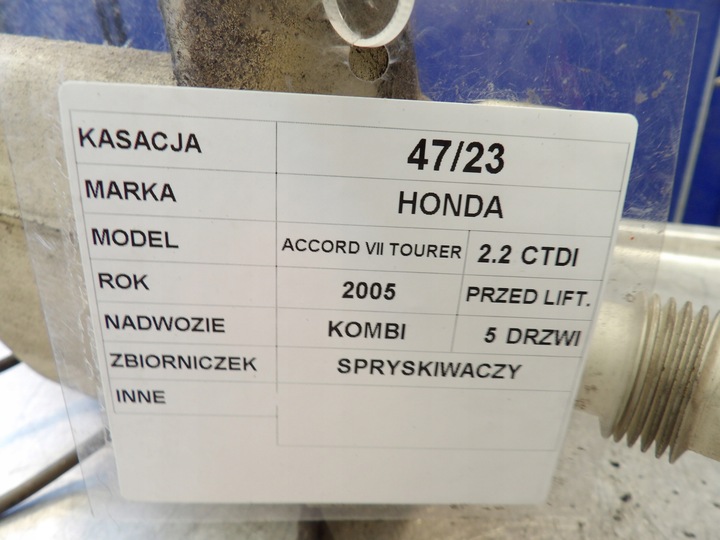 KASACJA 47/23
MARKA HONDA
MODEL ACCORD VII TOURER 2.2 CTDI
ROK 2005 PRZED LIFT.
NADWOZIE KOMBI 5 DRZWI
ZBIORNICZEK SPRYSKIWACZY
INNE